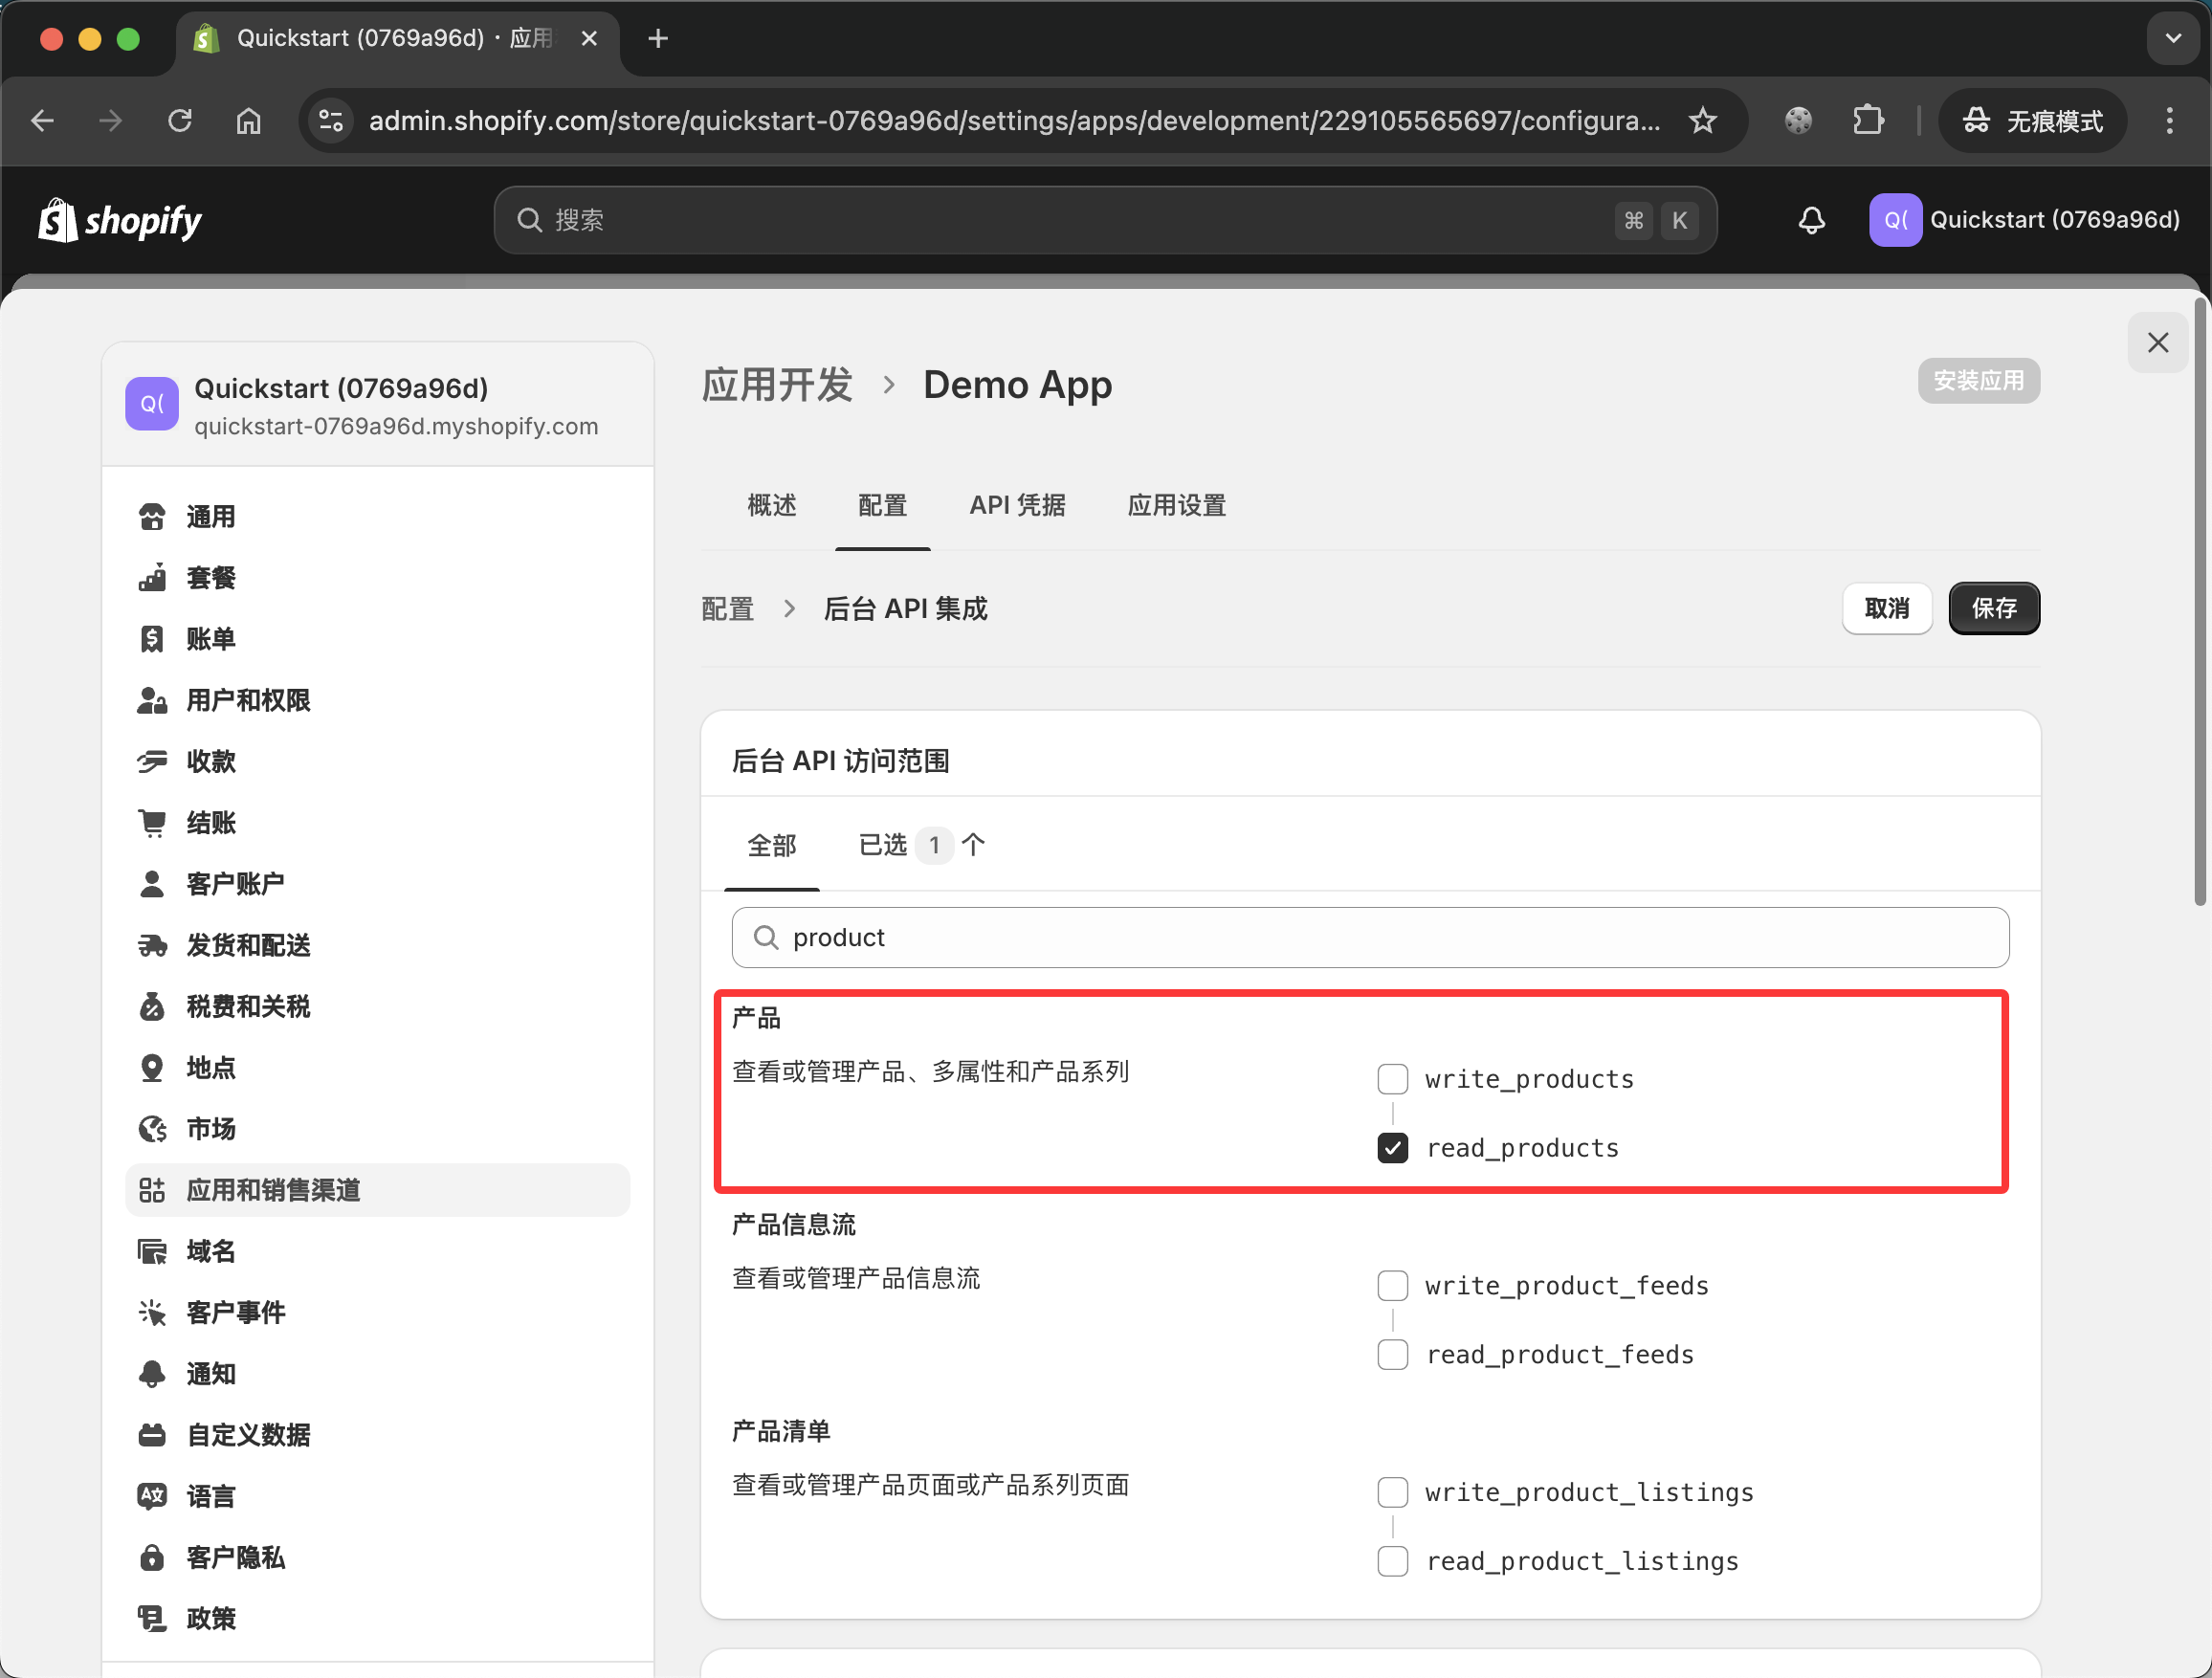 Quickstart (0769a96d) · 应用
admin.shopify.com/store/quickstart-0769a96d/settings/apps/development/229105565697/configura...
无痕模式
shopify
搜索
⌘ K
Q( Quickstart (0769a96d)
Q(
Quickstart (0769a96d)
quickstart-0769a96d.myshopify.com
通用
套餐
账单
用户和权限
收款
结账
客户账户
发货和配送
税费和关税
地点
市场
应用和销售渠道
域名
客户事件
通知
自定义数据
语言
客户隐私
政策
应用开发 › Demo App
安装应用
概述 配置 API 凭据 应用设置
配置 › 后台 API 集成
取消 保存
后台 API 访问范围
全部 已选 1 个
product
产品
查看或管理产品、多属性和产品系列
write_products
read_products
产品信息流
查看或管理产品信息流
write_product_feeds
read_product_feeds
产品清单
查看或管理产品页面或产品系列页面
write_product_listings
read_product_listings